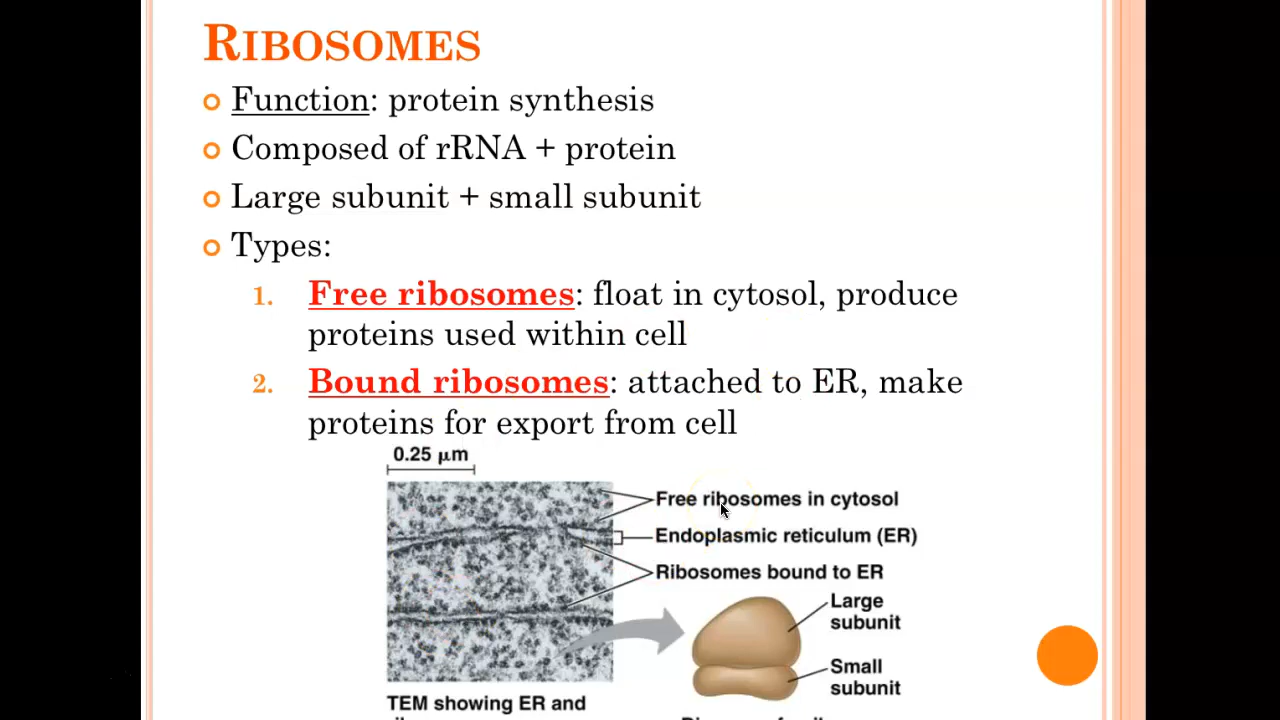 RIBOSOMES
Function: protein synthesis
Composed of rRNA + protein
Large subunit + small subunit
Types:
1. Free ribosomes: float in cytosol, produce
proteins used within cell
2. Bound ribosomes: attached to ER, make
proteins for export from cell
0.25 µm
Free ribosomes in cytosol
Endoplasmic reticulum (ER)
Ribosomes bound to ER
Large
subunit
Small
subunit
TEM showing ER and